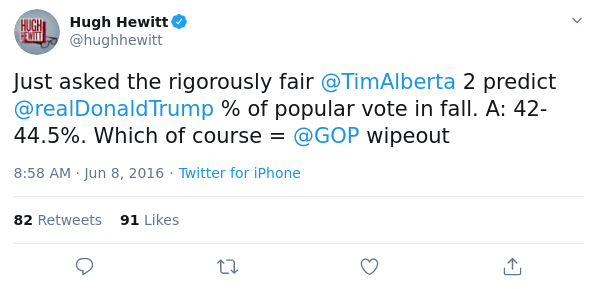 HUGH
HEWITT
Hugh Hewitt
@hughhewitt
Just asked the rigorously fair @TimAlberta 2 predict
@realDonaldTrump % of popular vote in fall. A: 42-
44.5%. Which of course = @GOP wipeout
8:58 AM · Jun 8, 2016 · Twitter for iPhone
82 Retweets 91 Likes